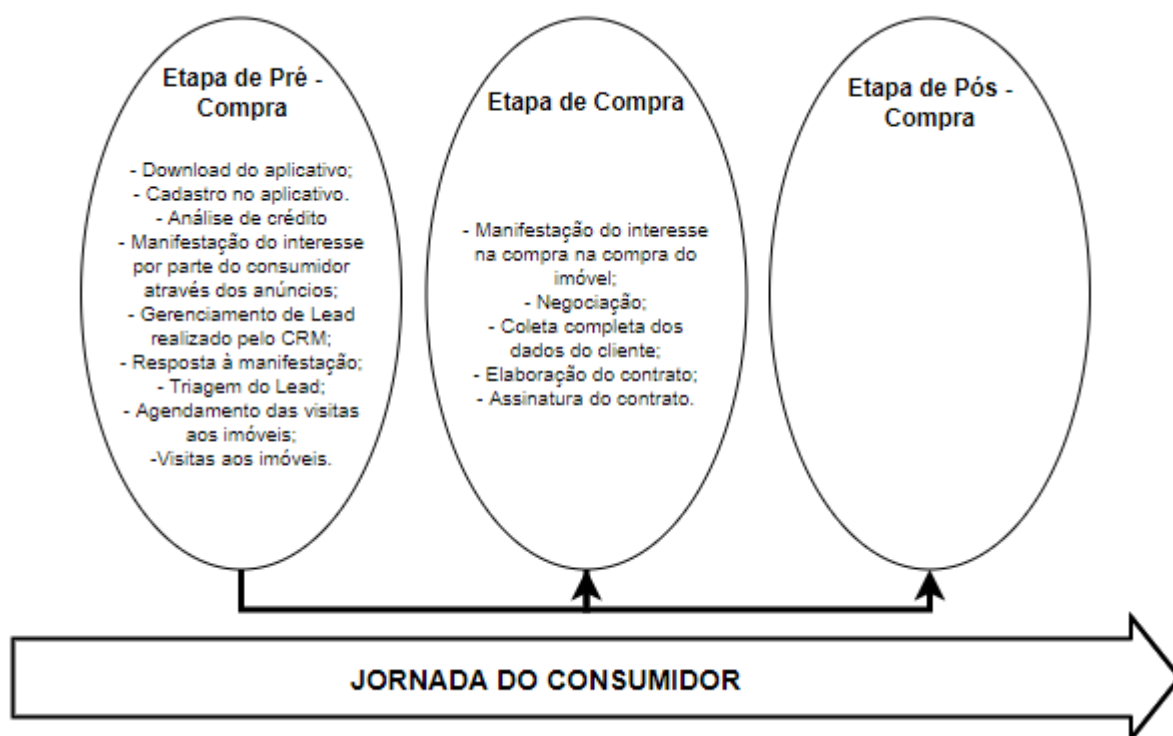 Etapa de Pré -
Compra
- Download do aplicativo;
- Cadastro no aplicativo.
- Análise de crédito
- Manifestação do interesse
por parte do consumidor
através dos anúncios;
- Gerenciamento de Lead
realizado pelo CRM;
- Resposta à manifestação;
- Triagem do Lead;
- Agendamento das visitas
aos imóveis;
-Visitas aos imóveis.
Etapa de Compra
- Manifestação do interesse
na compra na compra do
imóvel;
- Negociação;
- Coleta completa dos
dados do cliente;
- Elaboração do contrato;
- Assinatura do contrato.
Etapa de Pós -
Compra
JORNADA DO CONSUMIDOR